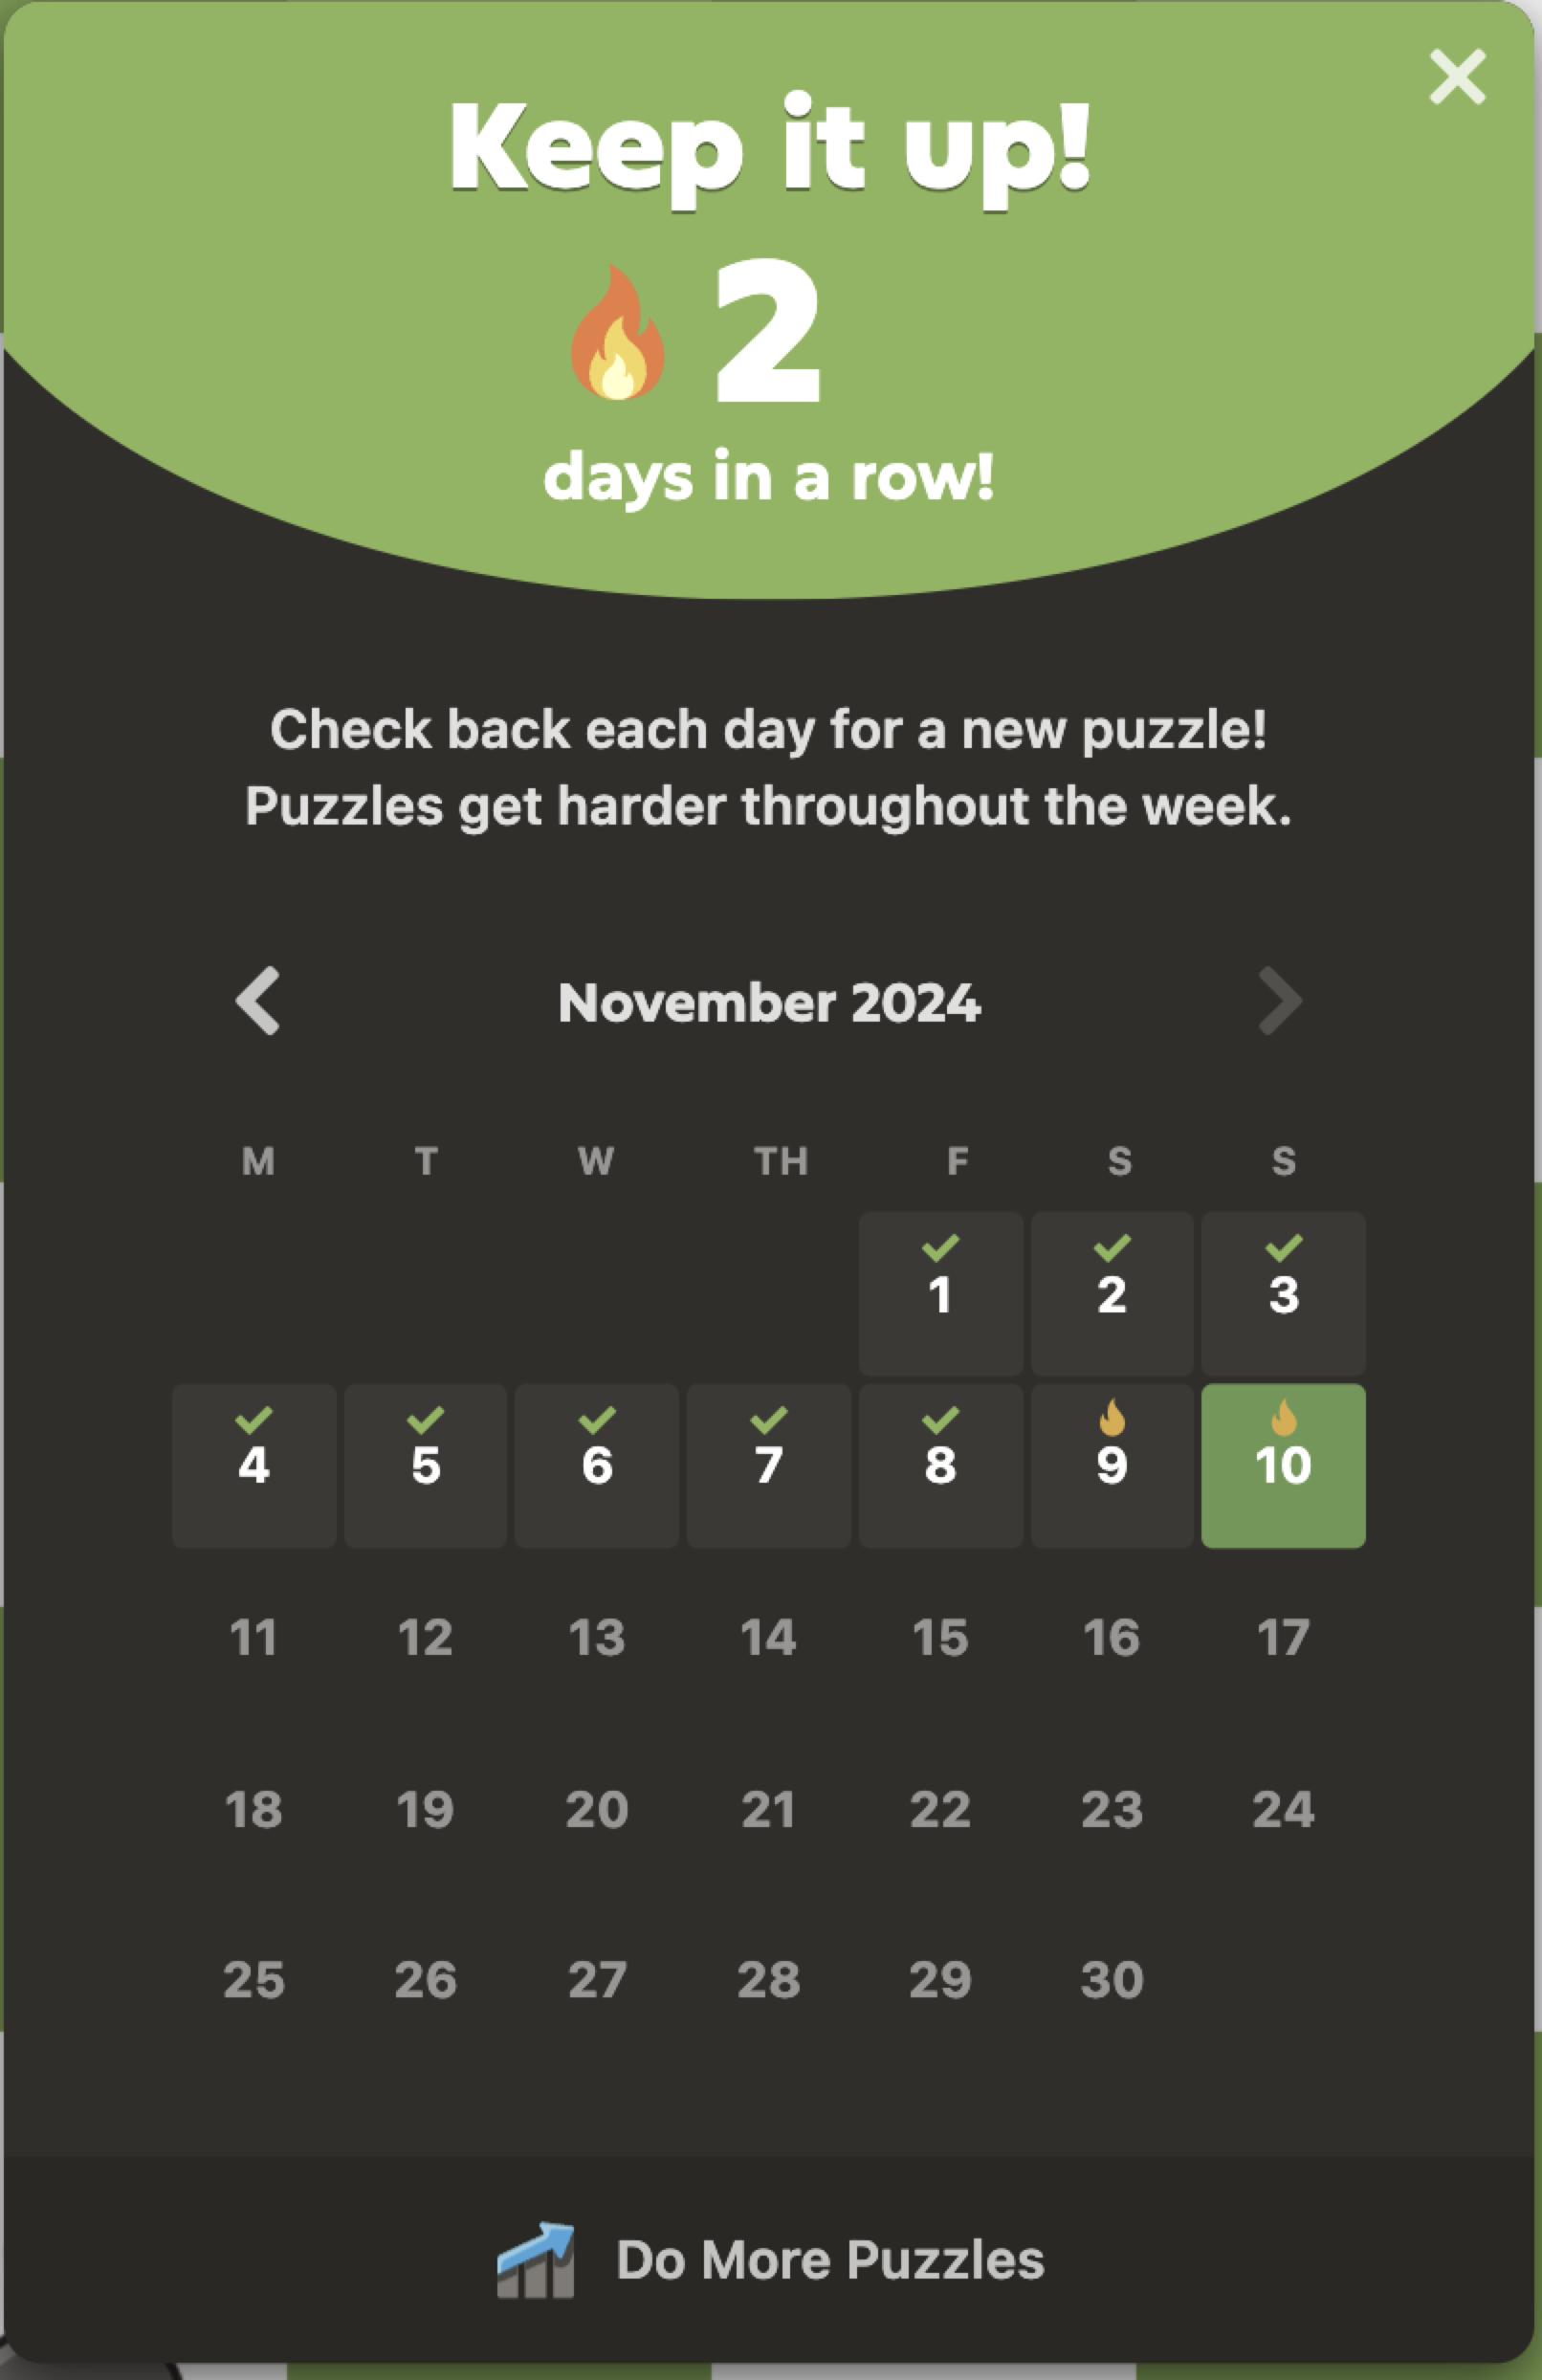 Keep it up!
2
days in a row!
Check back each day for a new puzzle!
Puzzles get harder throughout the week.
November 2024
M T W TH F S S
1 2 3
4 5 6 7 8 9 10
11 12 13 14 15 16 17
18 19 20 21 22 23 24
25 26 27 28 29 30
Do More Puzzles